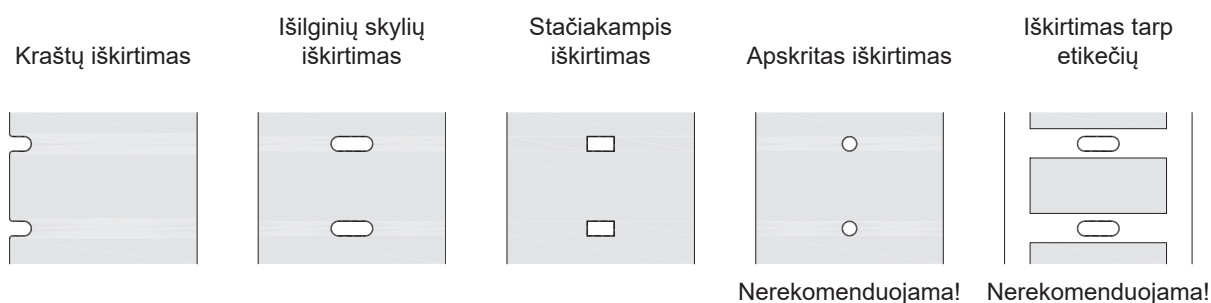 Kraštų iškirtimas
Išilginių skylių
iškirtimas
Stačiakampis
iškirtimas
Apskritas iškirtimas
Iškirtimas tarp
etikečių
Nerekomenduojama!
Nerekomenduojama!